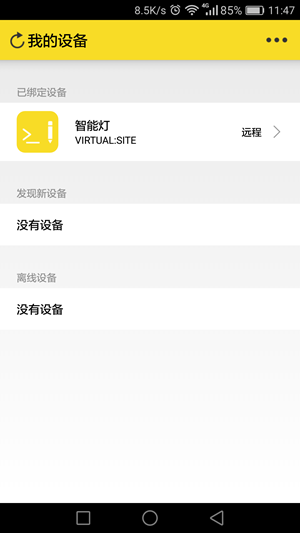 8.5K/s 4G 85% 11:47
我的设备
已绑定设备
智能灯
VIRTUAL:SITE
远程
发现新设备
没有设备
离线设备
没有设备